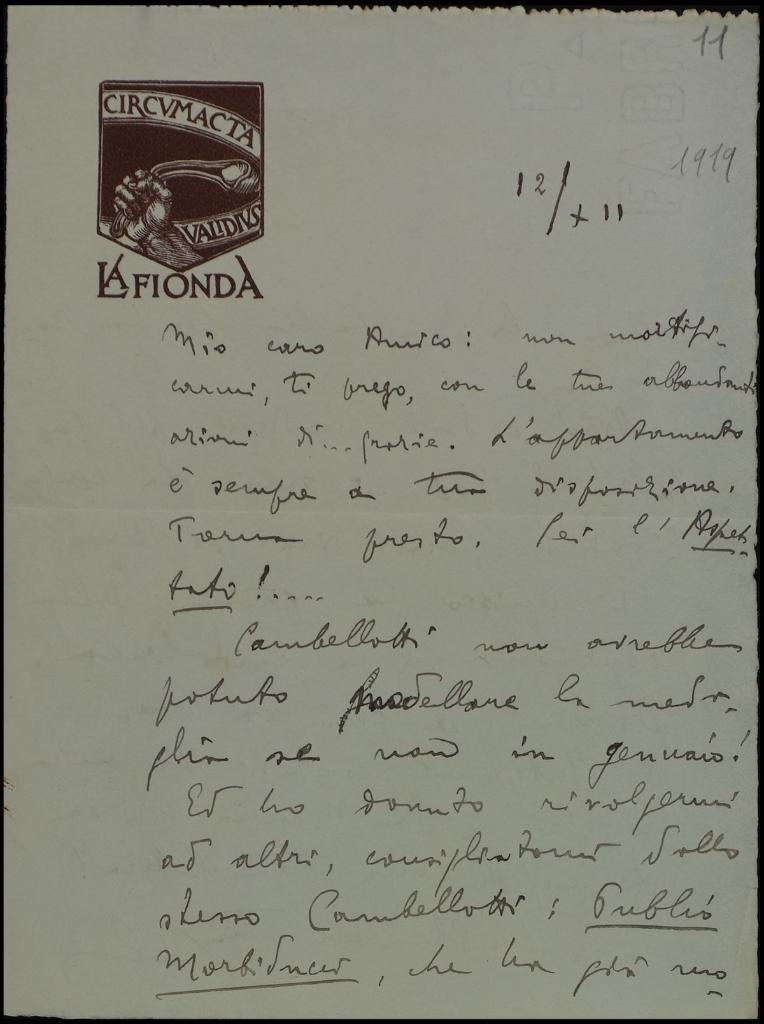 11
CIRCVMACTA
VALIDIVS
LA FIONDA
1919
12/XII
Mio caro Amico: non mortifi-
carmi, ti prego, con le tue abbondanti
azioni di... grazie. L'appartamento
è sempre a tua disposizione.
Torna presto. Sei l'Aspet-
tato!....
Cambellotti non avrebbe
potuto modellare la meda-
glia se non in gennaio!
Ed ho dovuto rivolgermi
ad altri, consigliatomi dallo
stesso Cambellotti: Publio
Morbiducci, che ha già mo-